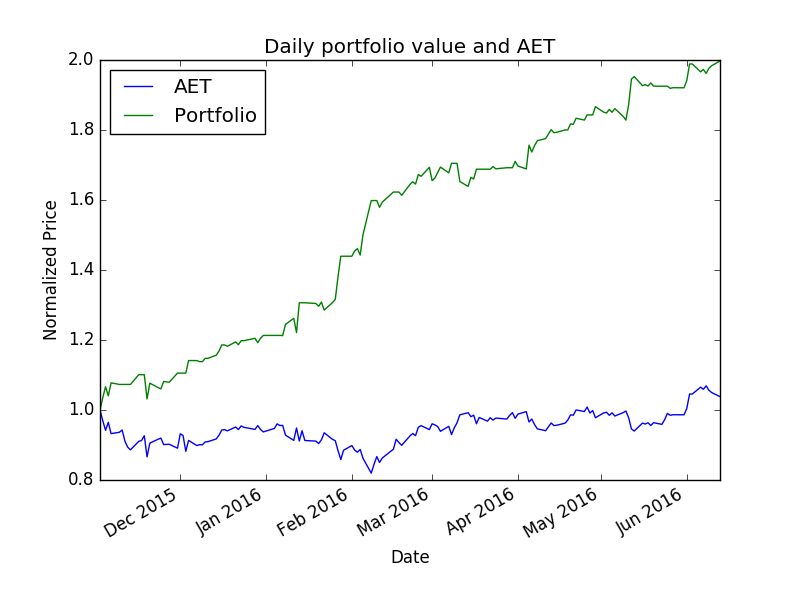 Daily portfolio value and AET
AET
Portfolio
Normalized Price
2.0
1.8
1.6
1.4
1.2
1.0
0.8
Dec 2015
Jan 2016
Feb 2016
Mar 2016
Apr 2016
May 2016
Jun 2016
Date